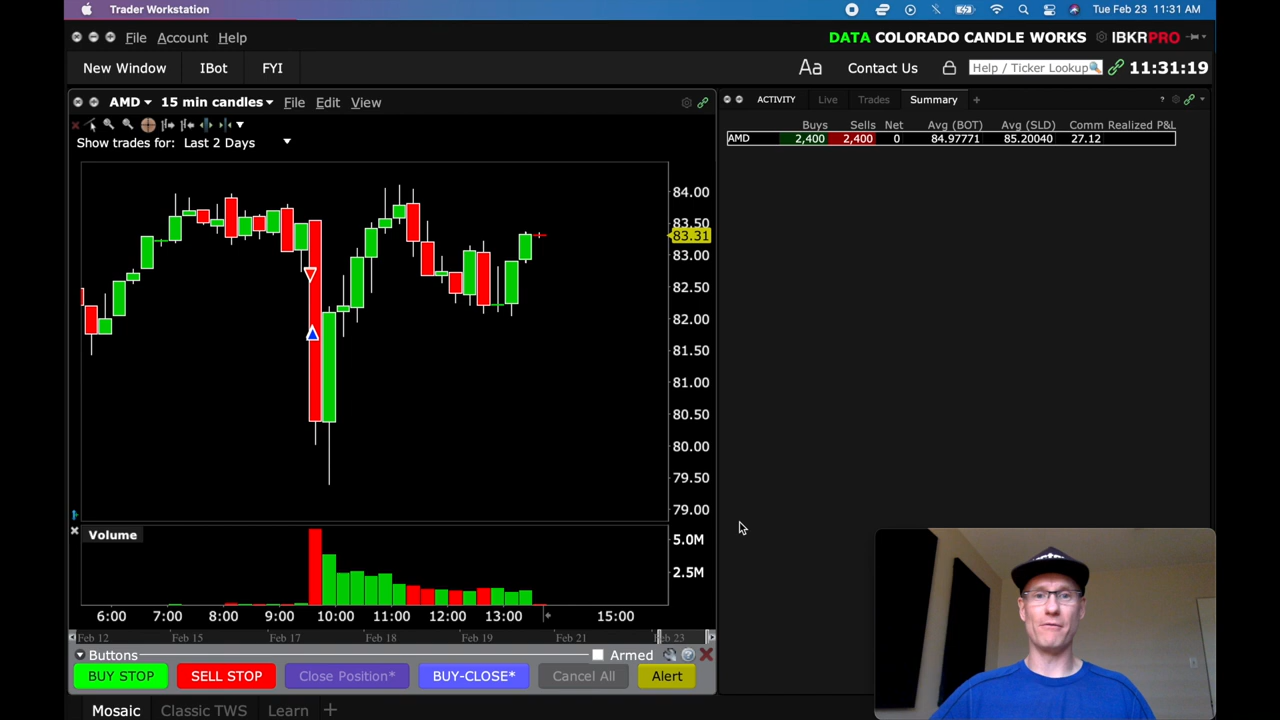 Trader Workstation
Tue Feb 23 11:31 AM
File Account Help
DATA COLORADO CANDLE WORKS IBKRPRO
New Window IBot FYI
Aa Contact Us Help / Ticker Lookup 11:31:19
AMD 15 min candles File Edit View
Show trades for: Last 2 Days
84.00
83.50
83.31
83.00
82.50
82.00
81.50
81.00
80.50
80.00
79.50
79.00
Volume
5.0M
2.5M
6:00 7:00 8:00 9:00 10:00 11:00 12:00 13:00 15:00
Feb 12 Feb 15 Feb 17 Feb 18 Feb 19 Feb 21 Feb 23
Buttons Armed ?
BUY STOP SELL STOP Close Position* BUY-CLOSE* Cancel All Alert
Mosaic Classic TWS Learn +
ACTIVITY Live Trades Summary + ?
Buys Sells Net Avg (BOT) Avg (SLD) Comm Realized P&L
AMD 2,400 2,400 0 84.97771 85.20040 27.12